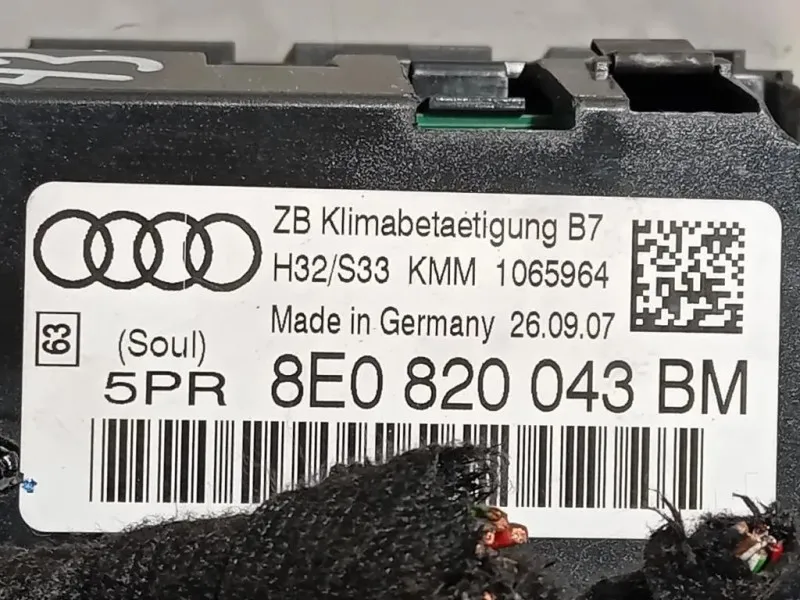 ZB Klimabetaetigung B7
H32/S33 KMM 1065964
Made in Germany 26.09.07
63
(Soul)
5PR 8E0 820 043 BM